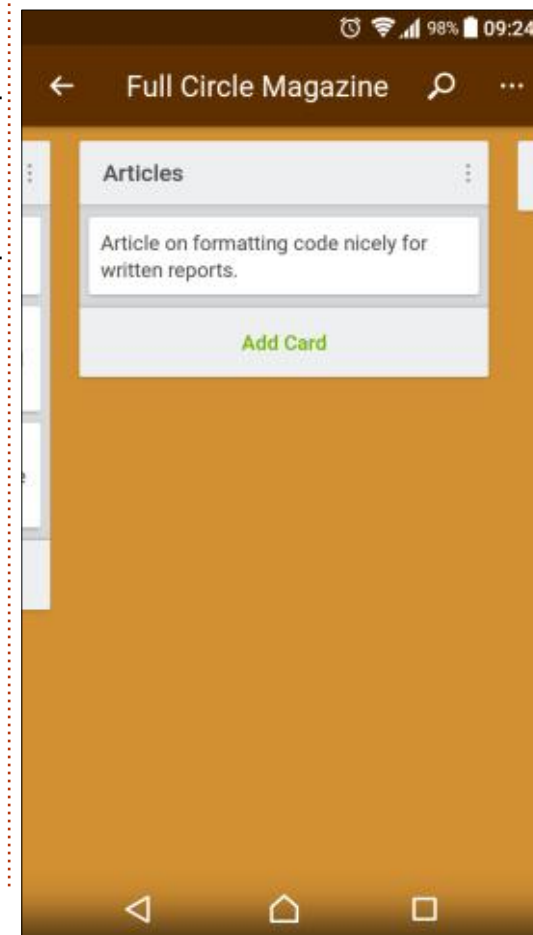 98% 09:24
Full Circle Magazine
Articles
Article on formatting code nicely for
written reports.
Add Card